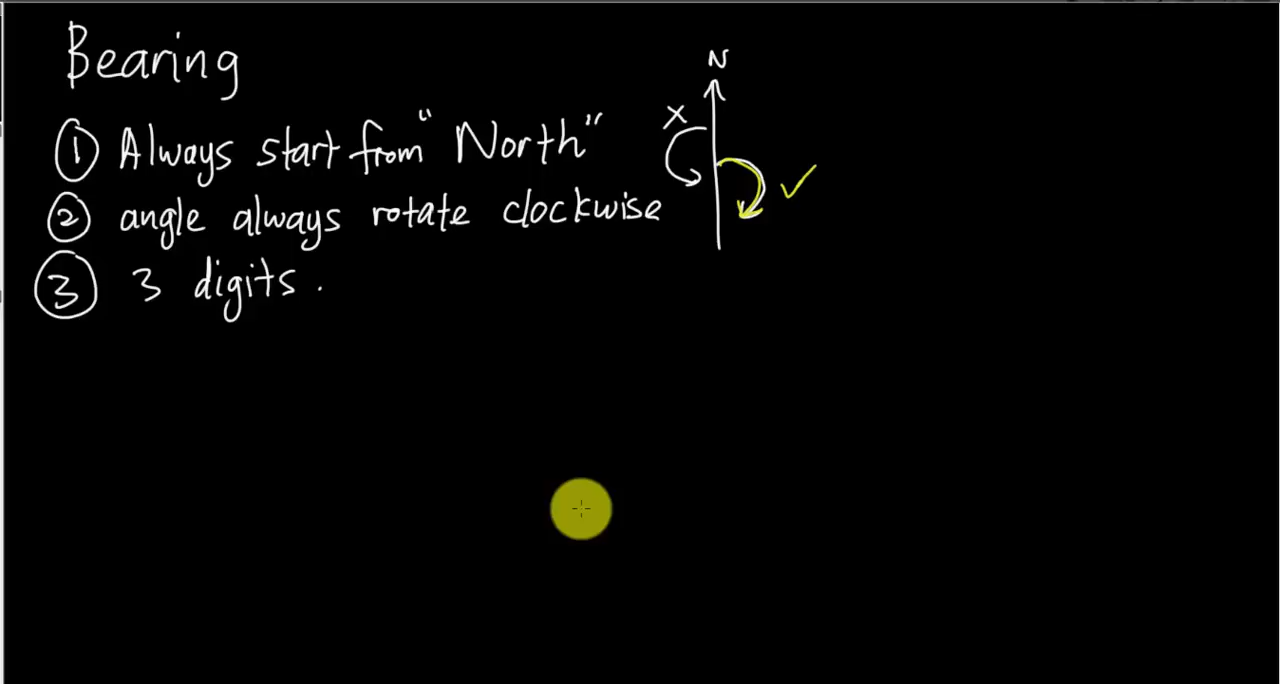 Bearing
N
① Always start from "North"
② angle always rotate clockwise
③ 3 digits.